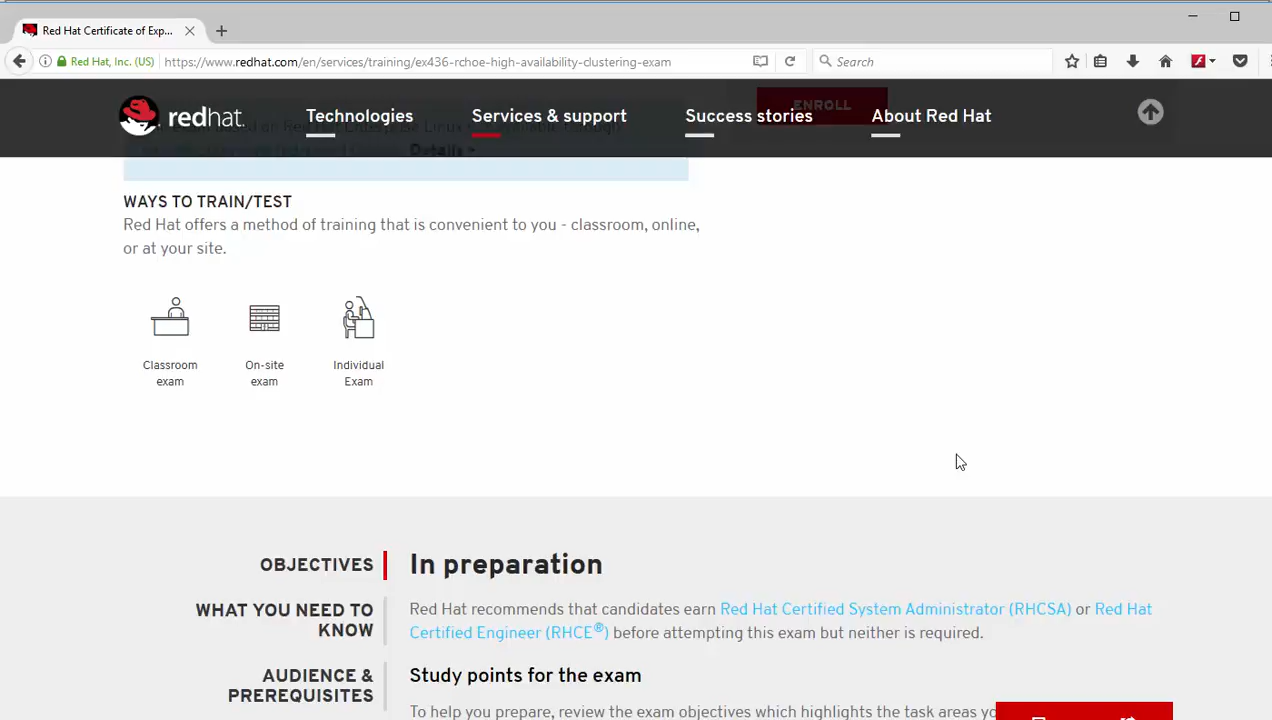 Red Hat Certificate of Exp...
Red Hat, Inc. (US)
https://www.redhat.com/en/services/training/ex436-rchoe-high-availability-clustering-exam
Search
redhat.
Technologies
Services & support
Success stories
About Red Hat
ENROLL
Details >
WAYS TO TRAIN/TEST
Red Hat offers a method of training that is convenient to you - classroom, online,
or at your site.
Classroom
exam
On-site
exam
Individual
Exam
OBJECTIVES
WHAT YOU NEED TO
KNOW
AUDIENCE &
PREREQUISITES
In preparation
Red Hat recommends that candidates earn Red Hat Certified System Administrator (RHCSA) or Red Hat
Certified Engineer (RHCE®) before attempting this exam but neither is required.
Study points for the exam
To help you prepare, review the exam objectives which highlights the task areas yo